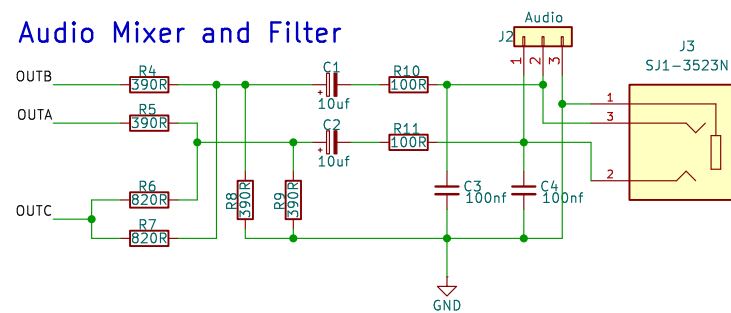 Audio Mixer and Filter
Audio
J2
1 2 3
J3
SJ1-3523N
OUTB
R4
390R
C1
10uf
R10
100R
1
OUTA
R5
390R
3
C2
10uf
R11
100R
2
R6
820R
R8
390R
R9
390R
C3
100nf
C4
100nf
OUTC
R7
820R
GND